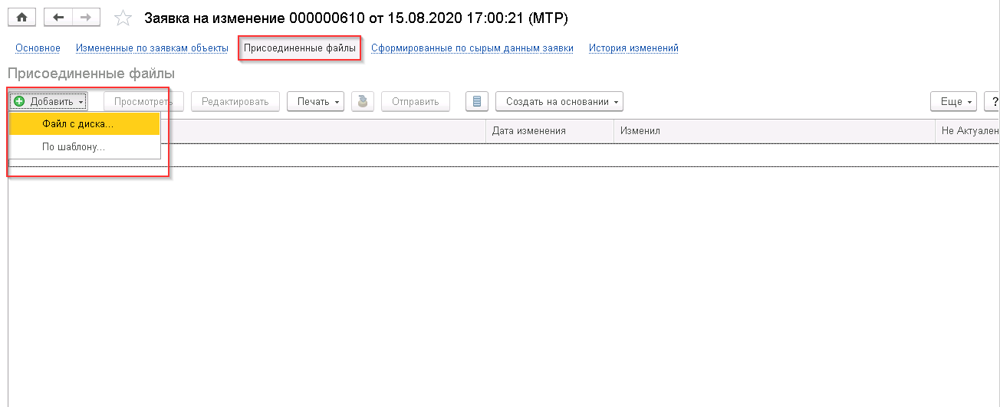 Заявка на изменение 000000610 от 15.08.2020 17:00:21 (МТР)
Основное Измененные по заявкам объекты Присоединенные файлы Сформированные по сырым данным заявки История изменений
Присоединенные файлы
Добавить Просмотреть Редактировать Печать Отправить Создать на основании Еще ?
Файл с диска...
Дата изменения Изменил Не Актуален
По шаблону...